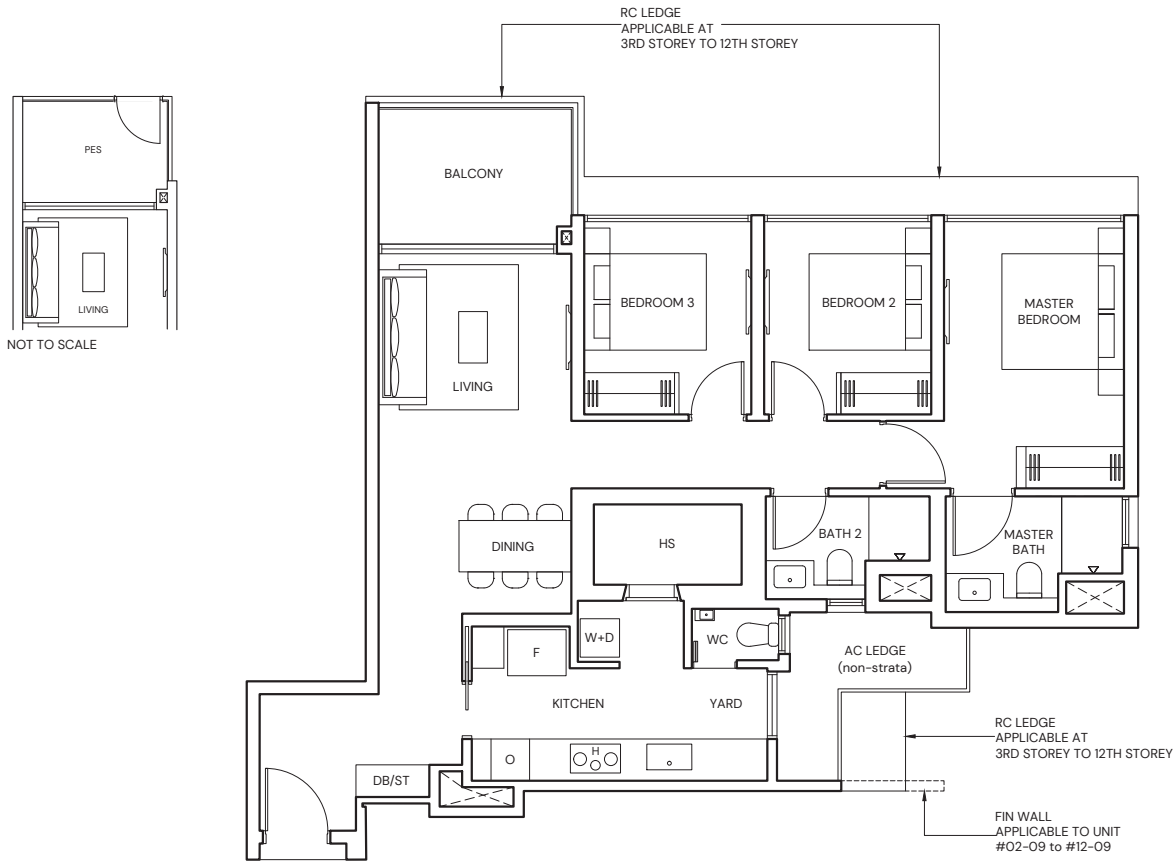 RC LEDGE
APPLICABLE AT
3RD STOREY TO 12TH STOREY
PES
LIVING
NOT TO SCALE
BALCONY
BEDROOM 3
BEDROOM 2
MASTER
BEDROOM
LIVING
DINING
HS
BATH 2
MASTER
BATH
W+D
WC
F
AC LEDGE
(non-strata)
KITCHEN
YARD
RC LEDGE
APPLICABLE AT
3RD STOREY TO 12TH STOREY
O
H
DB/ST
FIN WALL
APPLICABLE TO UNIT
#02-09 to #12-09